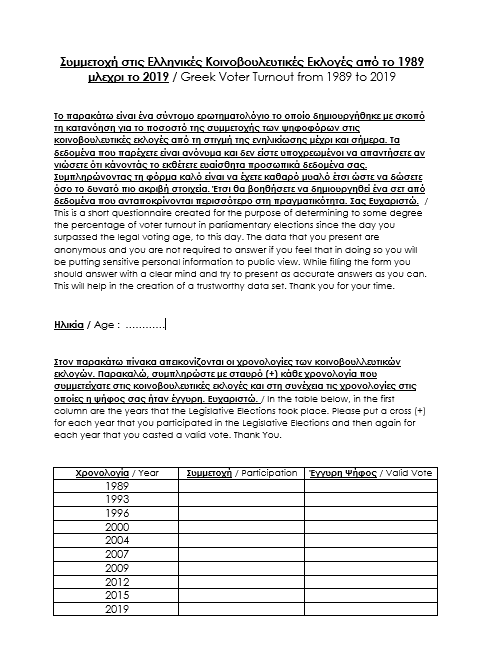 Συμμετοχή στις Ελληνικές Κοινοβουλευτικές Εκλογές από το 1989
μλεχρι το 2019 / Greek Voter Turnout from 1989 to 2019
Το παρακάτω είναι ένα σύντομο ερωτηματολόγιο το οποίο δημιουργήθηκε με σκοπό
τη κατανόηση για το ποσοστό της συμμετοχής των ψηφοφόρων στις
κοινοβουλευτικές εκλογές από τη στιγμή της ενηλικίωσης μέχρι και σήμερα. Τα
δεδομένα που παρέχετε είναι ανόνυμα και δεν είστε υποχρεωμένοι να απαντήσετε αν
νιώσετε ότι κάνοντάς το εκθέτετε ευαίσθητα προσωπικά δεδομένα σας.
Συμπληρώνοντας τη φόρμα καλό είναι να έχετε καθαρό μυαλό έτσι ώστε να δώσετε
όσο το δυνατό πιο ακριβή στοιχεία. Έτσι θα βοηθήσετε να δημιουργηθεί ένα σετ από
δεδομένα που ανταποκρίνονται περισσότερο στη πραγματικότητα. Σας Ευχαριστώ. /
This is a short questionnaire created for the purpose of determining to some degree
the percentage of voter turnout in parliamentary elections since the day you
surpassed the legal voting age, to this day. The data that you present are
anonymous and you are not required to answer if you feel that in doing so you will
be putting sensitive personal information to public view. While filling the form you
should answer with a clear mind and try to present as accurate answers as you can.
This will help in the creation of a trustworthy data set. Thank you for your time.
Ηλικία / Age : …………
Στον παρακάτω πίνακα απεικονίζονται οι χρονολογίες των κοινοβουλλευτικών
εκλογών. Παρακαλώ, συμπληρώστε με σταυρό (+) κάθε χρονολογία που
συμμετείχατε στις κοινοβουλευτικές εκλογές και στη συνέχεια τις χρονολογίες στις
οποίες η ψήφος σας ήταν έγκυρη. Ευχαριστώ. / In the table below, in the first
column are the years that the Legislative Elections took place. Please put a cross (+)
for each year that you participated in the Legislative Elections and then again for
each year that you casted a valid vote. Thank You.
Χρονολογία / Year Συμμετοχή / Participation Έγγυρη Ψήφος / Valid Vote
1989
1993
1996
2000
2004
2007
2009
2012
2015
2019